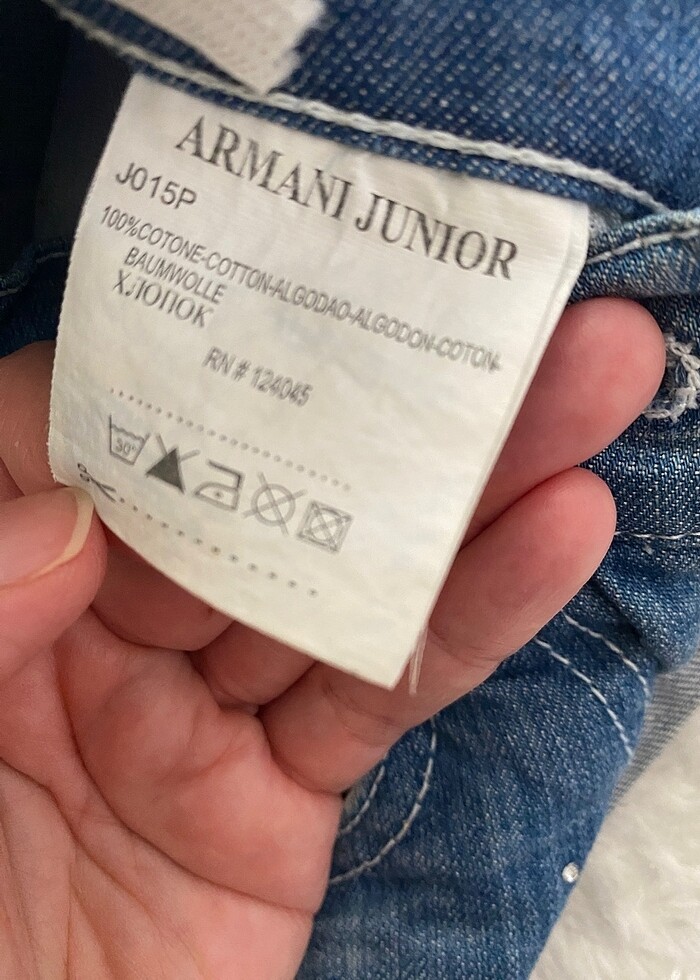 ARMANI JUNIOR
J015P
100%COTONE-COTTON-ALGODAO-ALGODON-COTON-
BAUMWOLLE
ХЛОПОК
RN # 124045
30°